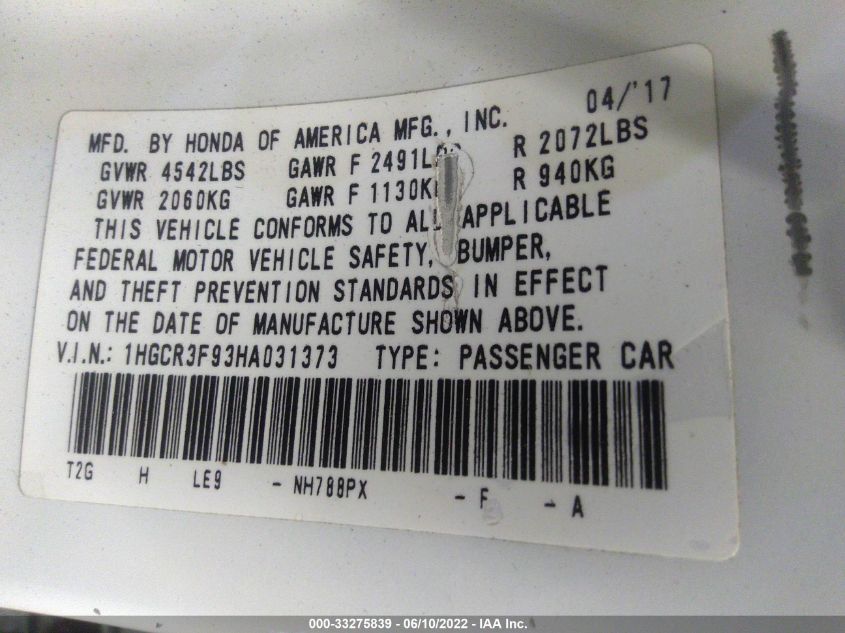 04/'17
MFD. BY HONDA OF AMERICA MFG., INC.
GVWR 4542LBS GAWR F 2491LBS R 2072LBS
GVWR 2060KG GAWR F 1130KG R 940KG
THIS VEHICLE CONFORMS TO ALL APPLICABLE
FEDERAL MOTOR VEHICLE SAFETY, BUMPER,
AND THEFT PREVENTION STANDARDS IN EFFECT
ON THE DATE OF MANUFACTURE SHOWN ABOVE.
V.I.N.: 1HGCR3F93HA031373 TYPE: PASSENGER CAR
T2G H LE9 - NH788PX - F - A
000-33275839 - 06/10/2022 - IAA Inc.